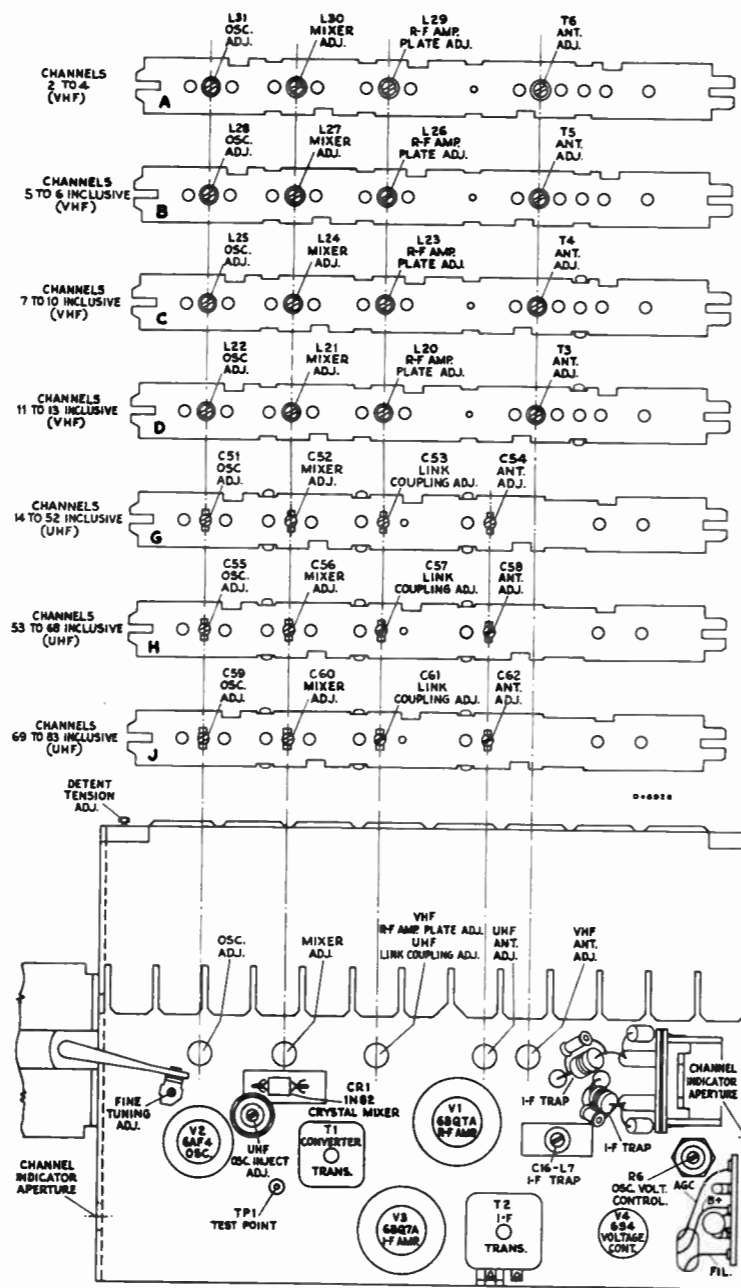 L31
OSC.
ADJ.
L30
MIXER
ADJ.
L29
R-F AMP.
PLATE ADJ.
T6
ANT.
ADJ.
CHANNELS
2 TO 4
(VHF)
A
L28
OSC.
ADJ.
L27
MIXER
ADJ.
L26
R-F AMP.
PLATE ADJ.
T5
ANT.
ADJ.
CHANNELS
5 TO 6 INCLUSIVE
(VHF)
B
L25
OSC.
ADJ.
L24
MIXER
ADJ.
L23
R-F AMP.
PLATE ADJ.
T4
ANT.
ADJ.
CHANNELS
7 TO 10 INCLUSIVE
(VHF)
C
L22
OSC
ADJ.
L21
MIXER
ADJ.
L20
R-F AMP.
PLATE ADJ.
T3
ANT.
ADJ.
CHANNELS
11 TO 13 INCLUSIVE
(VHF)
D
C51
OSC
ADJ.
C52
MIXER
ADJ.
C53
LINK
COUPLING ADJ.
C54
ANT.
ADJ.
CHANNELS
14 TO 52 INCLUSIVE
(UHF)
G
C55
OSC.
ADJ.
C56
MIXER
ADJ.
C57
LINK
COUPLING ADJ.
C58
ANT.
ADJ.
CHANNELS
53 TO 68 INCLUSIVE
(UHF)
H
C59
OSC.
ADJ.
C60
MIXER
ADJ.
C61
LINK
COUPLING ADJ.
C62
ANT.
ADJ.
CHANNELS
69 TO 83 INCLUSIVE
(UHF)
J
DETENT
TENSION
ADJ.
OSC.
ADJ.
MIXER
ADJ.
VHF
R-F AMP. PLATE ADJ.
UHF
LINK COUPLING ADJ.
UHF
ANT. ADJ.
VHF
ANT.
ADJ.
FINE
TUNING
ADJ.
CR1
1N82
CRYSTAL MIXER
I-F TRAP
I-F TRAP
CHANNEL
INDICATOR
APERTURE
V2
6AF4
OSC.
UHF
OSC. INJECT
ADJ.
T1
CONVERTER
TRANS.
V1
6BQ7A
R-F AMP.
C16-L7
I-F TRAP
R6
OSC. VOLT.
CONTROL.
AGC
B+
FIL.
CHANNEL
INDICATOR
APERTURE
TP1
TEST POINT
V3
6BQ7A
I-F AMP.
T2
I-F
TRANS.
V4
6S4
VOLTAGE
CONT.